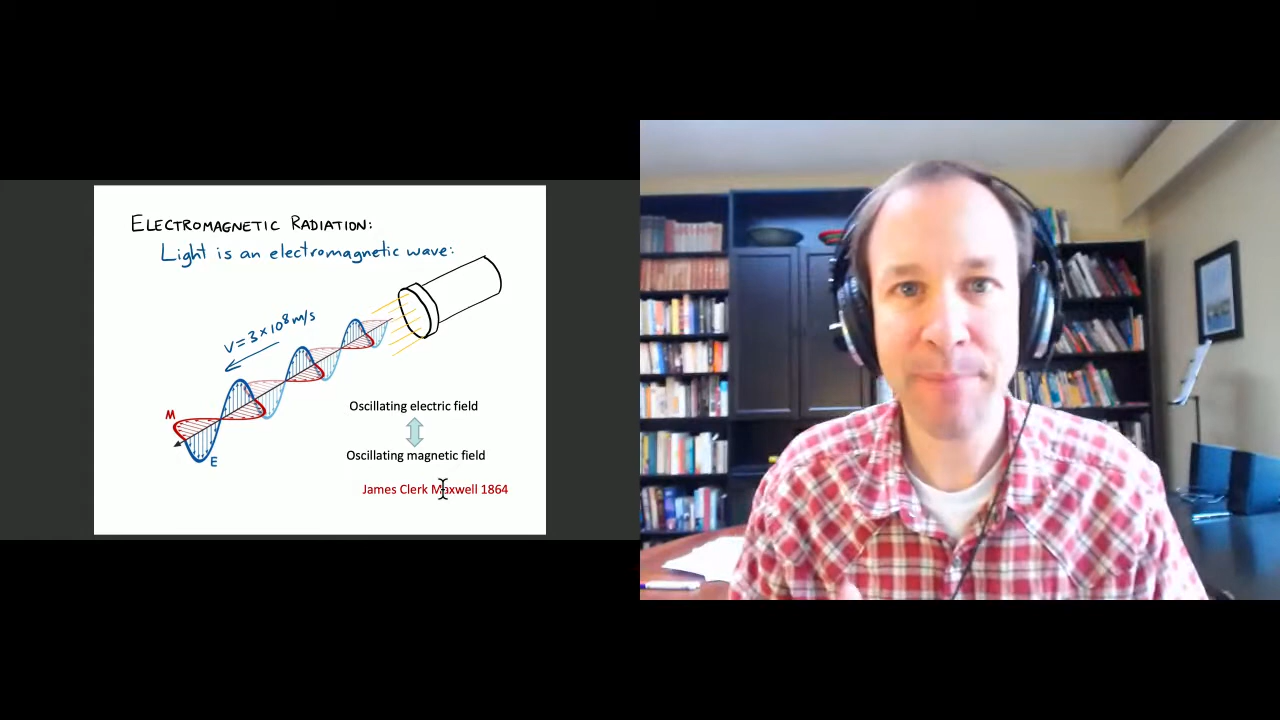 ELECTROMAGNETIC RADIATION:
Light is an electromagnetic wave:
v = 3 × 10⁸ m/s
M
E
Oscillating electric field
Oscillating magnetic field
James Clerk Maxwell 1864